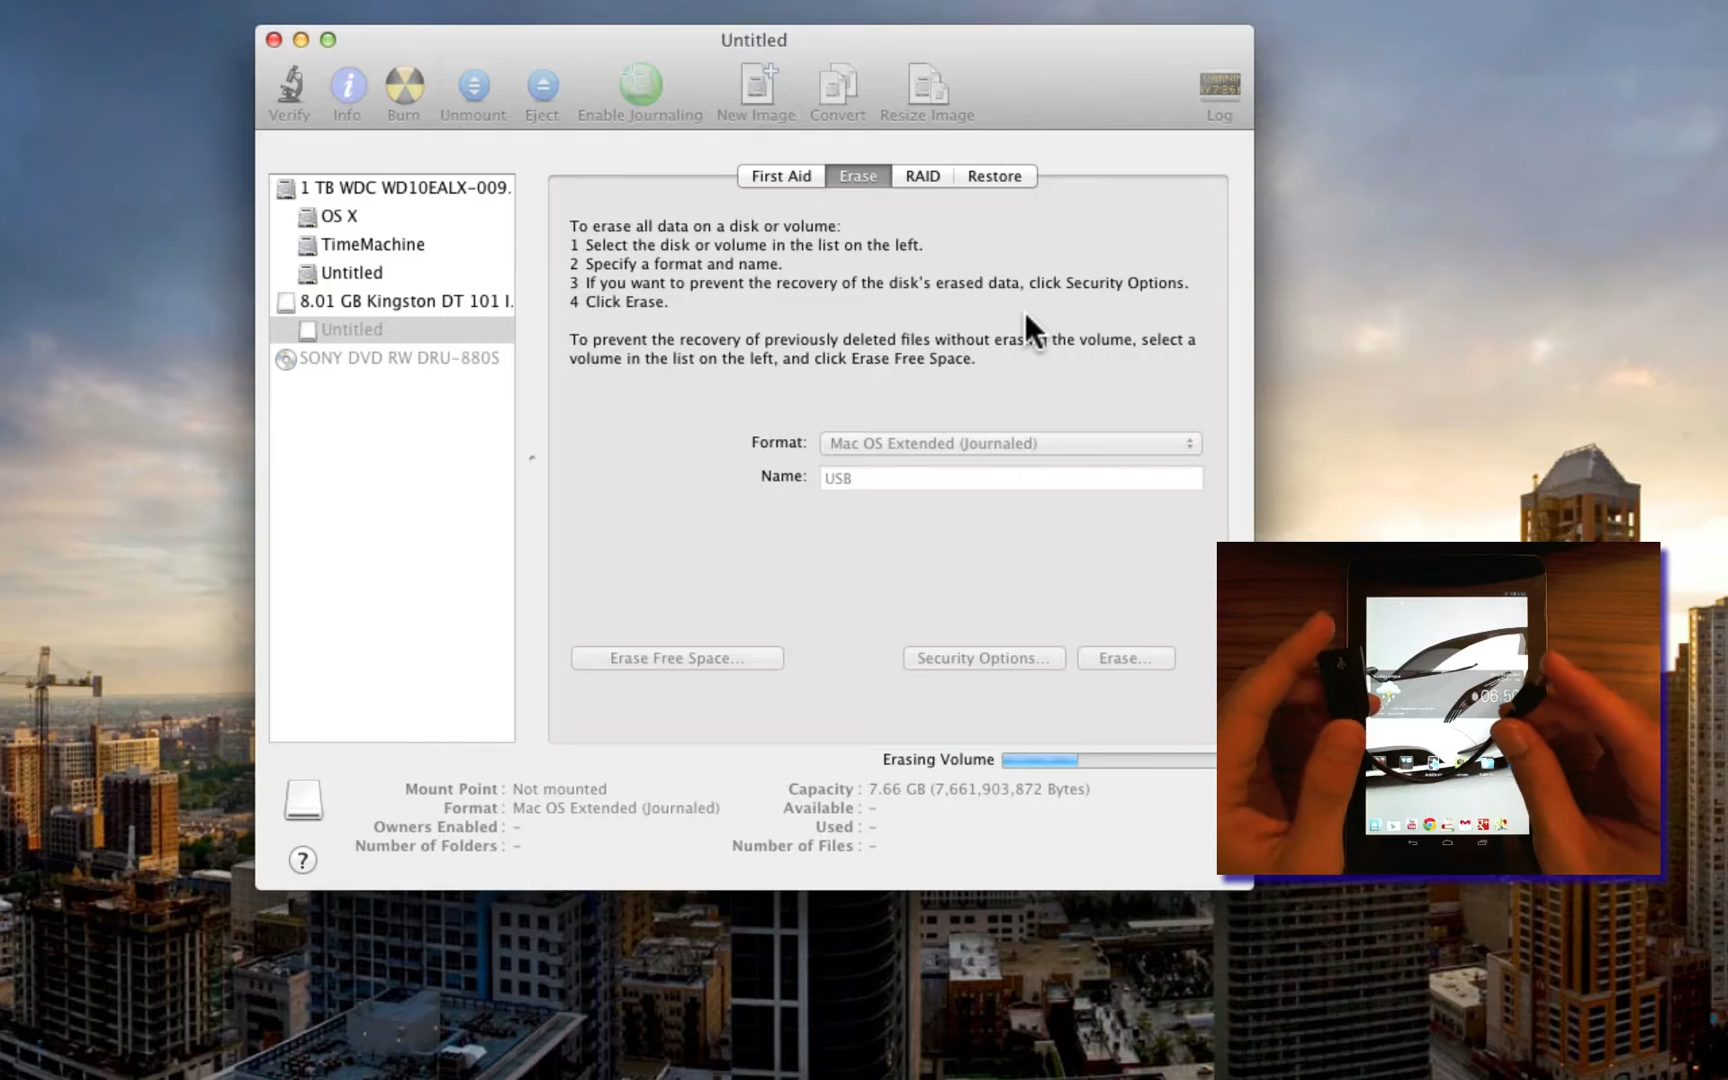 Untitled
Verify
Info
Burn
Unmount
Eject
Enable Journaling
New Image
Convert
Resize Image
WARNIN
Log
1 TB WDC WD10EALX-009.
OS X
TimeMachine
Untitled
8.01 GB Kingston DT 101 I.
Untitled
SONY DVD RW DRU-880S
First Aid
Erase
RAID
Restore
To erase all data on a disk or volume:
1 Select the disk or volume in the list on the left.
2 Specify a format and name.
3 If you want to prevent the recovery of the disk's erased data, click Security Options.
4 Click Erase.
To prevent the recovery of previously deleted files without the volume, select a
volume in the list on the left, and click Erase Free Space.
Format: Mac OS Extended (Journaled)
Name: USB
Erase Free Space...
Security Options...
Erase...
Erasing Volume
Mount Point : Not mounted
Format : Mac OS Extended (Journaled)
Owners Enabled : –
Number of Folders : –
Capacity : 7.66 GB (7,661,903,872 Bytes)
Available : –
Used : –
Number of Files : –
?